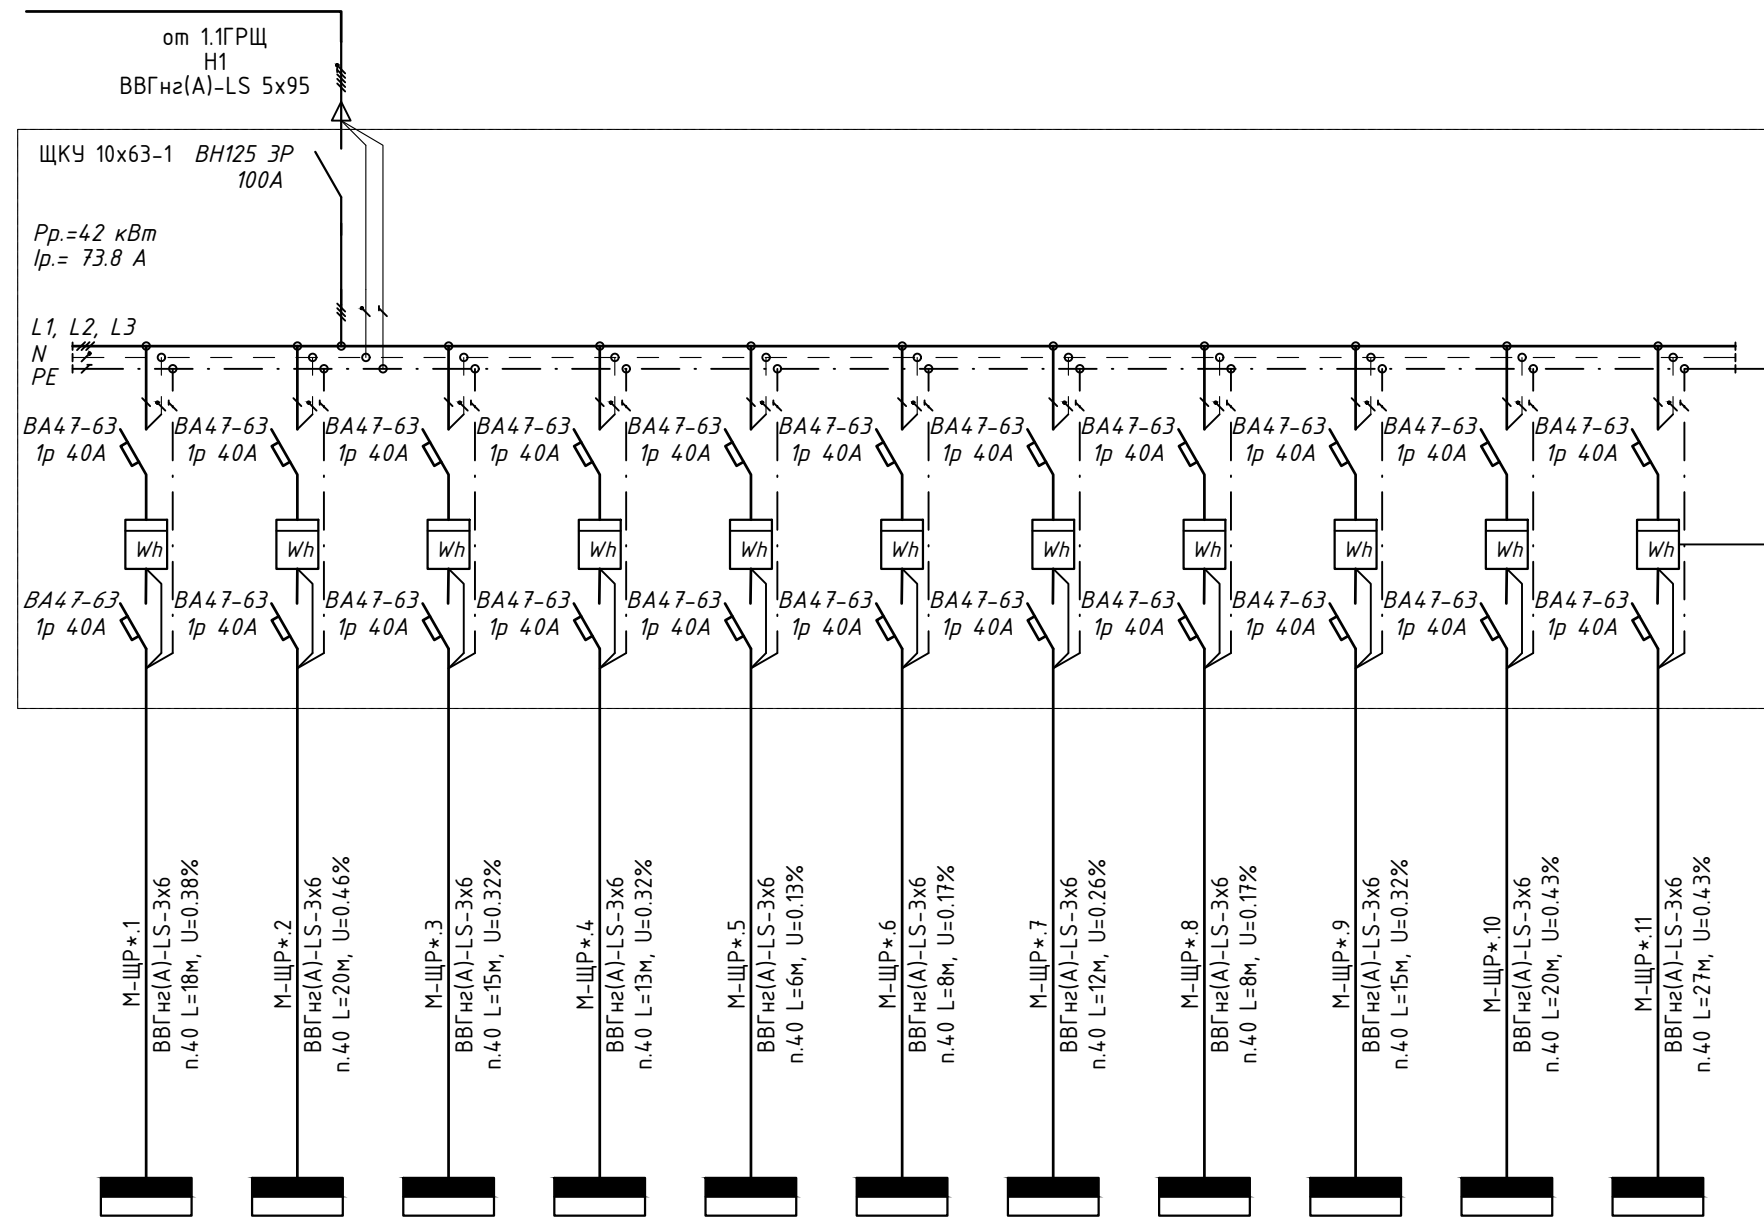 от 1.1ГРЩ
Н1
ВВГнг(А)-LS 5х95
ЩКУ 10х63-1 ВН125 3Р
100А
Рр.=42 кВт
Iр.= 73.8 А
L1, L2, L3
N
PE
ВА47-63 ВА47-63 ВА47-63 ВА47-63 ВА47-63 ВА47-63 ВА47-63 ВА47-63 ВА47-63 ВА47-63 ВА47-63
1р 40А 1р 40А 1р 40А 1р 40А 1р 40А 1р 40А 1р 40А 1р 40А 1р 40А 1р 40А 1р 40А
Wh Wh Wh Wh Wh Wh Wh Wh Wh Wh Wh
ВА47-63 ВА47-63 ВА47-63 ВА47-63 ВА47-63 ВА47-63 ВА47-63 ВА47-63 ВА47-63 ВА47-63 ВА47-63
1р 40А 1р 40А 1р 40А 1р 40А 1р 40А 1р 40А 1р 40А 1р 40А 1р 40А 1р 40А 1р 40А
М-ЩР*.1
ВВГнг(А)-LS-3х6
п.40 L=18м, U=0.38%
М-ЩР*.2
ВВГнг(А)-LS-3х6
п.40 L=20м, U=0.46%
М-ЩР*.3
ВВГнг(А)-LS-3х6
п.40 L=15м, U=0.32%
М-ЩР*.4
ВВГнг(А)-LS-3х6
п.40 L=13м, U=0.32%
М-ЩР*.5
ВВГнг(А)-LS-3х6
п.40 L=6м, U=0.13%
М-ЩР*.6
ВВГнг(А)-LS-3х6
п.40 L=8м, U=0.17%
М-ЩР*.7
ВВГнг(А)-LS-3х6
п.40 L=12м, U=0.26%
М-ЩР*.8
ВВГнг(А)-LS-3х6
п.40 L=8м, U=0.17%
М-ЩР*.9
ВВГнг(А)-LS-3х6
п.40 L=15м, U=0.32%
М-ЩР*.10
ВВГнг(А)-LS-3х6
п.40 L=20м, U=0.43%
М-ЩР*.11
ВВГнг(А)-LS-3х6
п.40 L=27м, U=0.43%